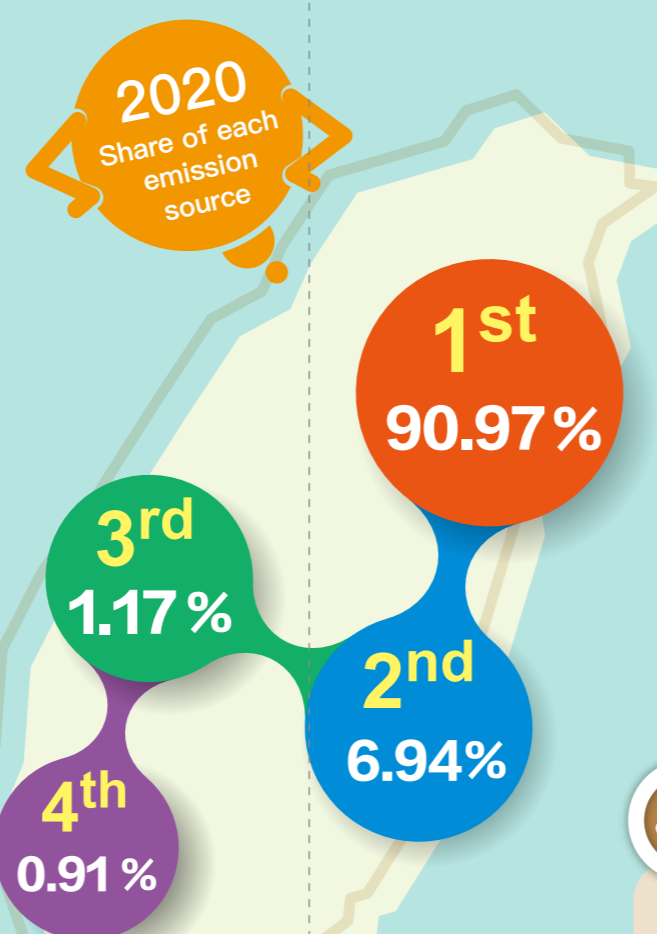 2020
Share of each
emission
source
1st
90.97%
2nd
6.94%
3rd
1.17%
4th
0.91%